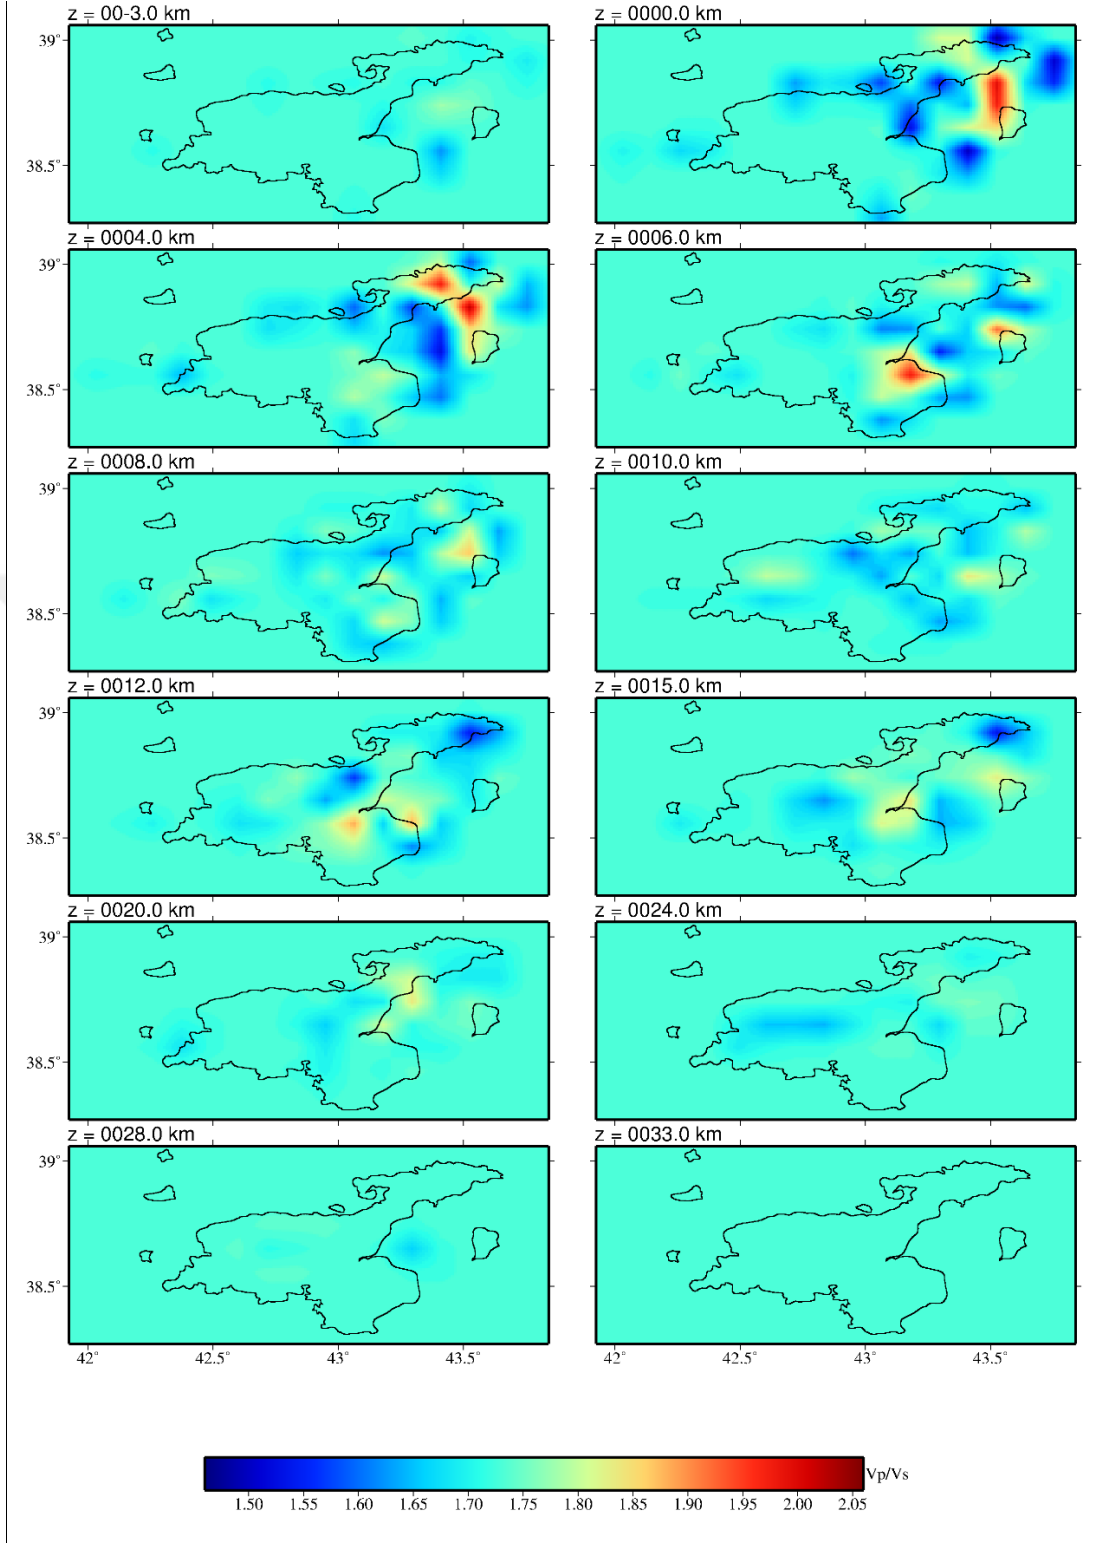 z = 00-3.0 km z = 0000.0 km
39°
38.5°
z = 0004.0 km z = 0006.0 km
39°
38.5°
z = 0008.0 km z = 0010.0 km
39°
38.5°
z = 0012.0 km z = 0015.0 km
39°
38.5°
z = 0020.0 km z = 0024.0 km
39°
38.5°
z = 0028.0 km z = 0033.0 km
39°
38.5°
42° 42.5° 43° 43.5° 42° 42.5° 43° 43.5°
Vp/Vs
1.50 1.55 1.60 1.65 1.70 1.75 1.80 1.85 1.90 1.95 2.00 2.05